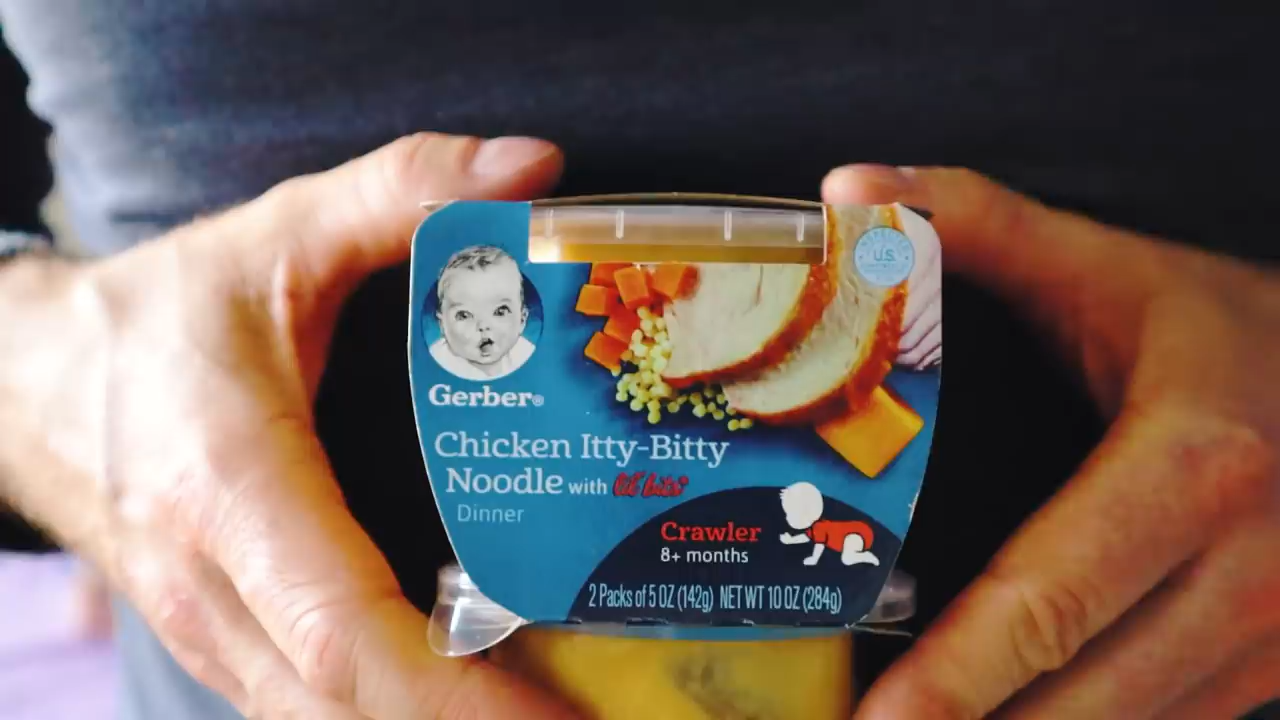 U.S.
Gerber®
Chicken Itty-Bitty
Noodle with lil' bits®
Dinner
Crawler
8+ months
2 Packs of 5 OZ (142g) NET WT 10 OZ (284g)